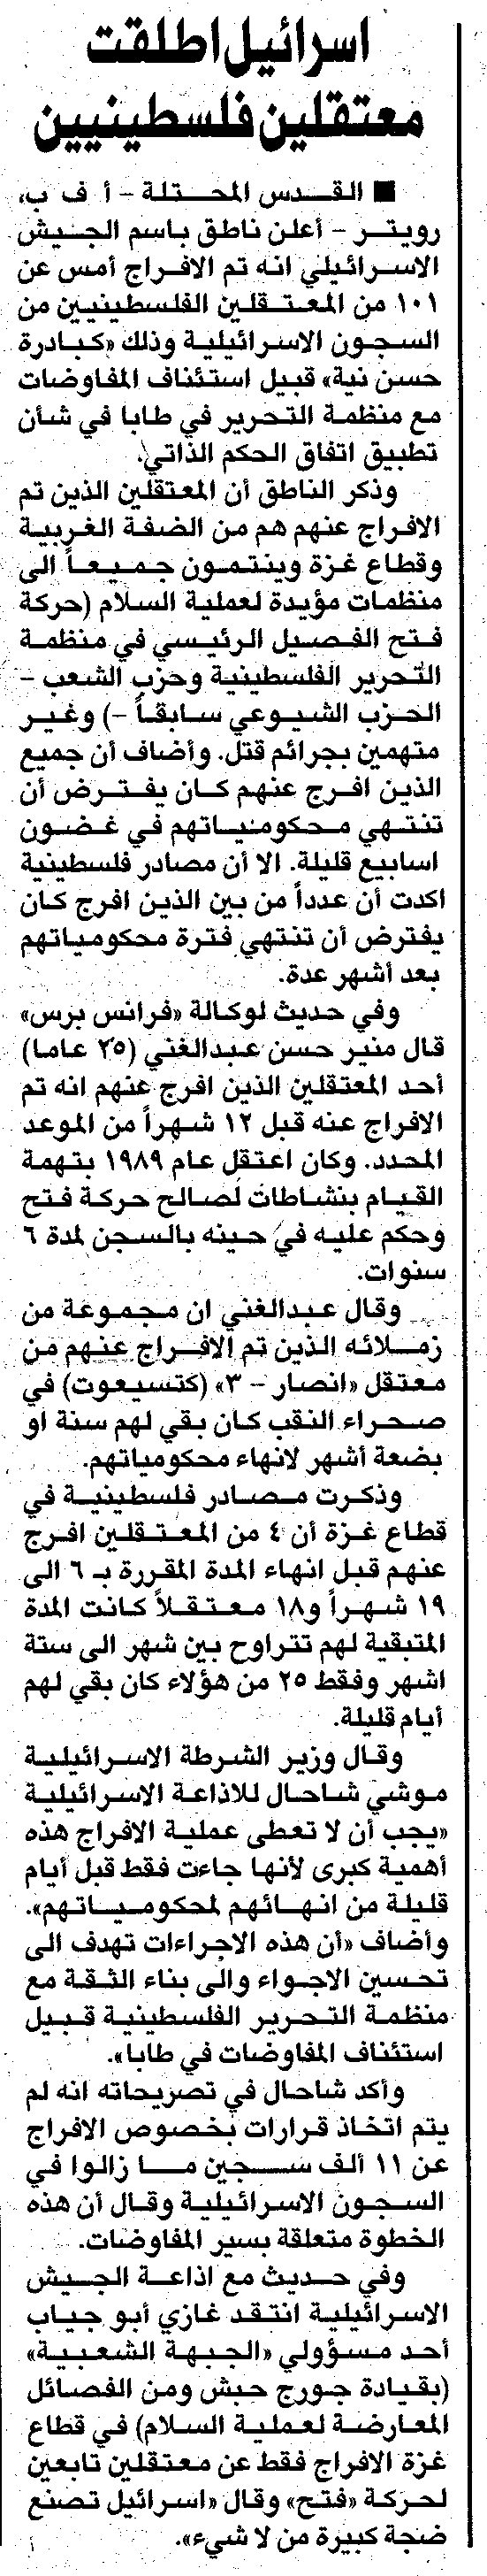 اسرائيل اطلقت
معتقلين فلسطينيين
■ القدس المحتلة - أ ف ب،
رويتر - أعلن ناطق باسم الجيش
الاسرائيلي انه تم الافراج أمس عن
١٠١ من المعتقلين الفلسطينيين من
السجون الاسرائيلية وذلك «كبادرة
حسن نية» قبيل استئناف المفاوضات
مع منظمة التحرير في طابا في شأن
تطبيق اتفاق الحكم الذاتي.
وذكر الناطق أن المعتقلين الذين تم
الافراج عنهم هم من الضفة الغربية
وقطاع غزة وينتمون جميعاً الى
منظمات مؤيدة لعملية السلام (حركة
فتح الفصيل الرئيسي في منظمة
التحرير الفلسطينية وحزب الشعب -
الحزب الشيوعي سابقاً -) وغير
متهمين بجرائم قتل. وأضاف أن جميع
الذين افرج عنهم كان يفترض أن
تنتهي محكومنياتهم في غضون
اسابيع قليلة. الا أن مصادر فلسطينية
اكدت أن عدداً من بين الذين افرج كان
يفترض أن تنتهي فترة محكومياتهم
بعد أشهر عدة.
وفي حديث لوكالة «فرانس برس»
قال منير حسن عبدالغني (٢٥ عاما)
أحد المعتقلين الذين افرج عنهم انه تم
الافراج عنه قبل ١٢ شهراً من الموعد
المحدد. وكان اعتقل عام ١٩٨٩ بتهمة
القيام بنشاطات لصالح حركة فتح
وحكم عليه في حينه بالسجن لمدة ٦
سنوات.
وقال عبدالغني ان مجموعة من
زملائه الذين تم الافراج عنهم من
معتقل «انصار - ٣» (كتسيعوت) في
صحراء النقب كان بقي لهم سنة او
بضعة أشهر لانهاء محكومياتهم.
وذكرت مصادر فلسطينية في
قطاع غزة أن ٤ من المعتقلين افرج
عنهم قبل انهاء المدة المقررة بـ ٦ الى
١٩ شهراً و١٨ معتقلاً كانت المدة
المتبقية لهم تتراوح بين شهر الى ستة
اشهر وفقط ٢٥ من هؤلاء كان بقي لهم
أيام قليلة.
وقال وزير الشرطة الاسرائيلية
موشي شاحال للاذاعة الاسرائيلية
«يجب أن لا تعطى عملية الافراج هذه
أهمية كبرى لأنها جاءت فقط قبل أيام
قليلة من انهائهم لمحكومياتهم».
وأضاف «أن هذه الاجراءات تهدف الى
تحسين الاجواء والى بناء الثقة مع
منظمة التحرير الفلسطينية قبيل
استئناف المفاوضات في طابا».
وأكد شاحال في تصريحاته انه لم
يتم اتخاذ قرارات بخصوص الافراج
عن ١١ ألف سجين ما زالوا في
السجون الاسرائيلية وقال أن هذه
الخطوة متعلقة بسير المفاوضات.
وفي حديث مع اذاعة الجيش
الاسرائيلية انتقد غازي أبو جياب
أحد مسؤولي «الجبهة الشعبية»
(بقيادة جورج حبش ومن الفصائل
المعارضة لعملية السلام) في قطاع
غزة الافراج فقط عن معتقلين تابعين
لحركة «فتح» وقال «اسرائيل تصنع
ضجة كبيرة من لا شيء».